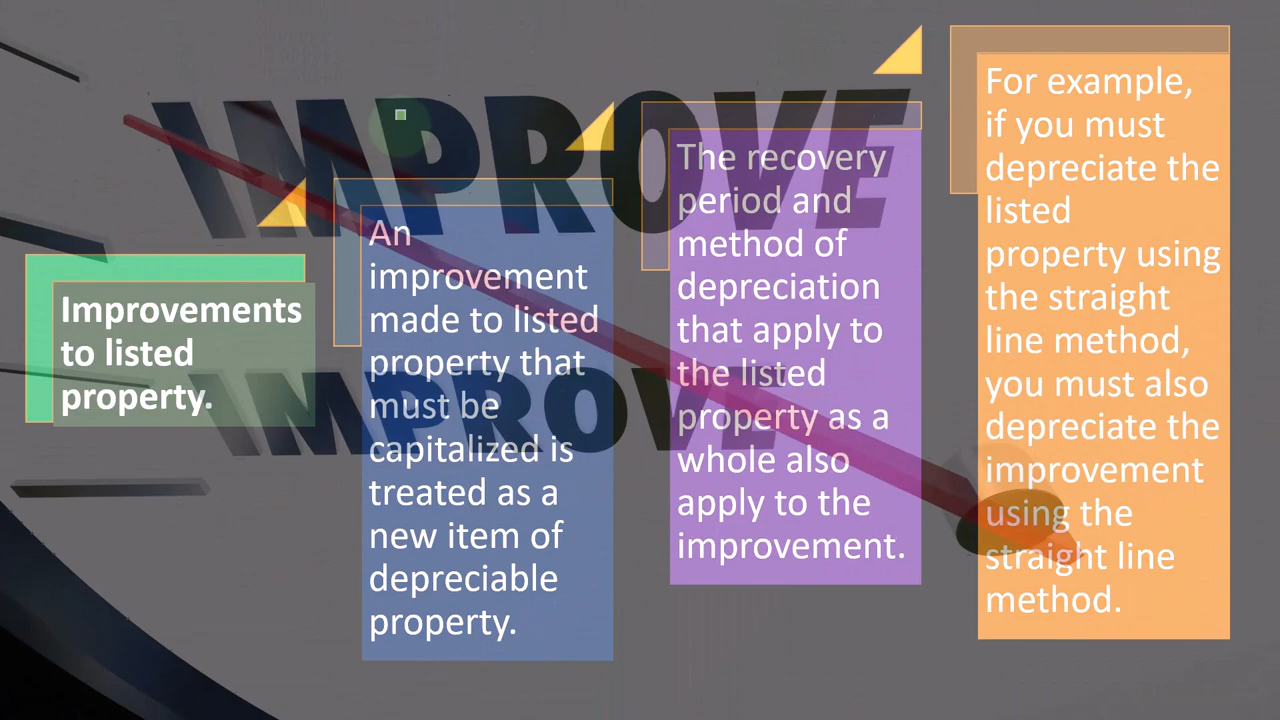 IMPROVE
IMPROVE
Improvements
to listed
property.
An
improvement
made to listed
property that
must be
capitalized is
treated as a
new item of
depreciable
property.
The recovery
period and
method of
depreciation
that apply to
the listed
property as a
whole also
apply to the
improvement.
For example,
if you must
depreciate the
listed
property using
the straight
line method,
you must also
depreciate the
improvement
using the
straight line
method.